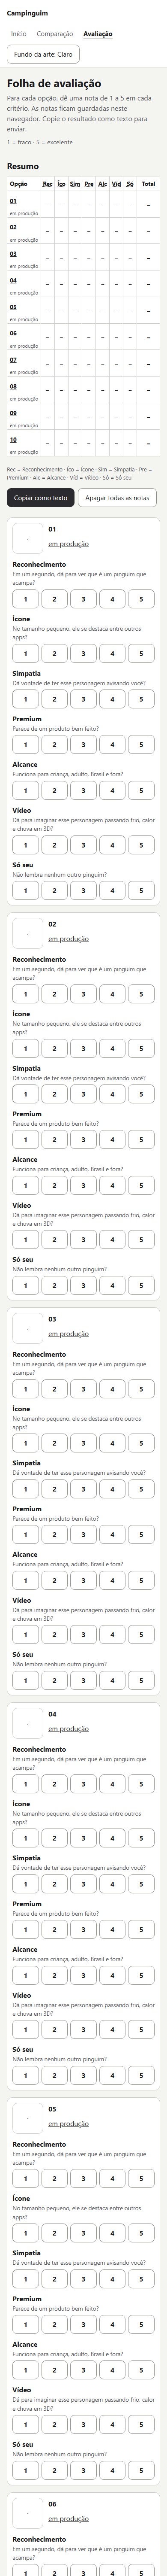 Campinguim
Início Comparação Avaliação
Fundo da arte: Claro
Folha de avaliação
Para cada opção, dê uma nota de 1 a 5 em cada
critério. As notas ficam guardadas neste
navegador. Copie o resultado como texto para
enviar.
1 = fraco · 5 = excelente
Resumo
Opção Rec Íco Sim Pre Alc Víd Só Total
01 – – – – – – – –
em produção
02 – – – – – – – –
em produção
03 – – – – – – – –
em produção
04 – – – – – – – –
em produção
05 – – – – – – – –
em produção
06 – – – – – – – –
em produção
07 – – – – – – – –
em produção
08 – – – – – – – –
em produção
09 – – – – – – – –
em produção
10 – – – – – – – –
em produção
Rec = Reconhecimento · Íco = Ícone · Sim = Simpatia · Pre =
Premium · Alc = Alcance · Víd = Vídeo · Só = Só seu
Copiar como texto Apagar todas as notas
01
em produção
Reconhecimento
Em um segundo, dá para ver que é um pinguim que
acampa?
1 2 3 4 5
Ícone
No tamanho pequeno, ele se destaca entre outros
apps?
1 2 3 4 5
Simpatia
Dá vontade de ter esse personagem avisando você?
1 2 3 4 5
Premium
Parece de um produto bem feito?
1 2 3 4 5
Alcance
Funciona para criança, adulto, Brasil e fora?
1 2 3 4 5
Vídeo
Dá para imaginar esse personagem passando frio, calor
e chuva em 3D?
1 2 3 4 5
Só seu
Não lembra nenhum outro pinguim?
1 2 3 4 5
02
em produção
Reconhecimento
Em um segundo, dá para ver que é um pinguim que
acampa?
1 2 3 4 5
Ícone
No tamanho pequeno, ele se destaca entre outros
apps?
1 2 3 4 5
Simpatia
Dá vontade de ter esse personagem avisando você?
1 2 3 4 5
Premium
Parece de um produto bem feito?
1 2 3 4 5
Alcance
Funciona para criança, adulto, Brasil e fora?
1 2 3 4 5
Vídeo
Dá para imaginar esse personagem passando frio, calor
e chuva em 3D?
1 2 3 4 5
Só seu
Não lembra nenhum outro pinguim?
1 2 3 4 5
03
em produção
Reconhecimento
Em um segundo, dá para ver que é um pinguim que
acampa?
1 2 3 4 5
Ícone
No tamanho pequeno, ele se destaca entre outros
apps?
1 2 3 4 5
Simpatia
Dá vontade de ter esse personagem avisando você?
1 2 3 4 5
Premium
Parece de um produto bem feito?
1 2 3 4 5
Alcance
Funciona para criança, adulto, Brasil e fora?
1 2 3 4 5
Vídeo
Dá para imaginar esse personagem passando frio, calor
e chuva em 3D?
1 2 3 4 5
Só seu
Não lembra nenhum outro pinguim?
1 2 3 4 5
04
em produção
Reconhecimento
Em um segundo, dá para ver que é um pinguim que
acampa?
1 2 3 4 5
Ícone
No tamanho pequeno, ele se destaca entre outros
apps?
1 2 3 4 5
Simpatia
Dá vontade de ter esse personagem avisando você?
1 2 3 4 5
Premium
Parece de um produto bem feito?
1 2 3 4 5
Alcance
Funciona para criança, adulto, Brasil e fora?
1 2 3 4 5
Vídeo
Dá para imaginar esse personagem passando frio, calor
e chuva em 3D?
1 2 3 4 5
Só seu
Não lembra nenhum outro pinguim?
1 2 3 4 5
05
em produção
Reconhecimento
Em um segundo, dá para ver que é um pinguim que
acampa?
1 2 3 4 5
Ícone
No tamanho pequeno, ele se destaca entre outros
apps?
1 2 3 4 5
Simpatia
Dá vontade de ter esse personagem avisando você?
1 2 3 4 5
Premium
Parece de um produto bem feito?
1 2 3 4 5
Alcance
Funciona para criança, adulto, Brasil e fora?
1 2 3 4 5
Vídeo
Dá para imaginar esse personagem passando frio, calor
e chuva em 3D?
1 2 3 4 5
Só seu
Não lembra nenhum outro pinguim?
1 2 3 4 5
06
em produção
Reconhecimento
Em um segundo, dá para ver que é um pinguim que
acampa?
1 2 3 4 5